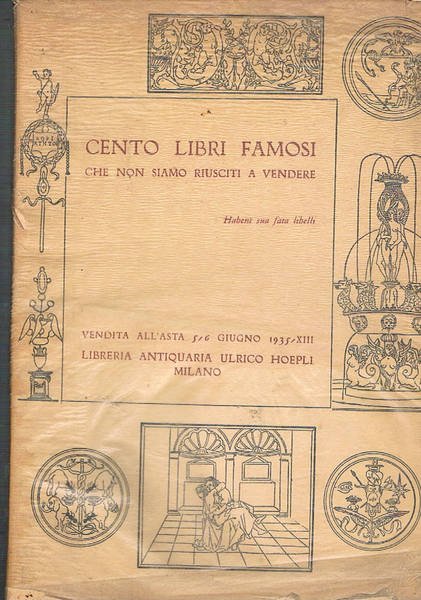 CENTO LIBRI FAMOSI
CHE NON SIAMO RIUSCITI A VENDERE
Habent sua fata libelli
VENDITA ALL'ASTA 5/6 GIUGNO 1935/XIII
LIBRERIA ANTIQUARIA ULRICO HOEPLI
MILANO